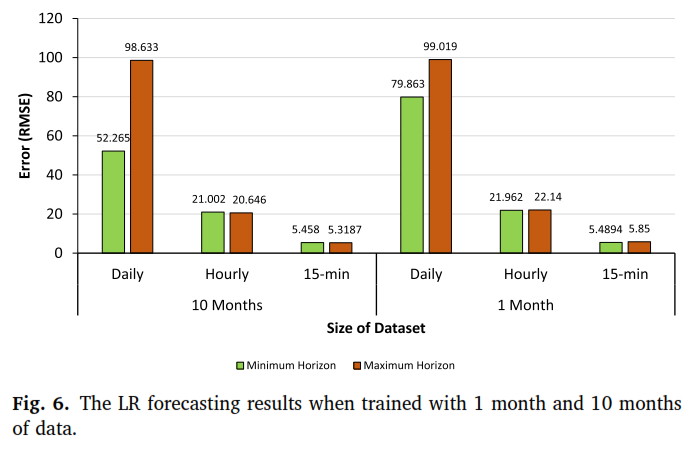 120
100
80
60
40
20
0
Error (RMSE)
98.633
52.265
21.002 20.646
5.458 5.3187
99.019
79.863
21.962 22.14
5.4894 5.85
Daily Hourly 15-min Daily Hourly 15-min
10 Months 1 Month
Size of Dataset
Minimum Horizon Maximum Horizon
Fig. 6. The LR forecasting results when trained with 1 month and 10 months
of data.